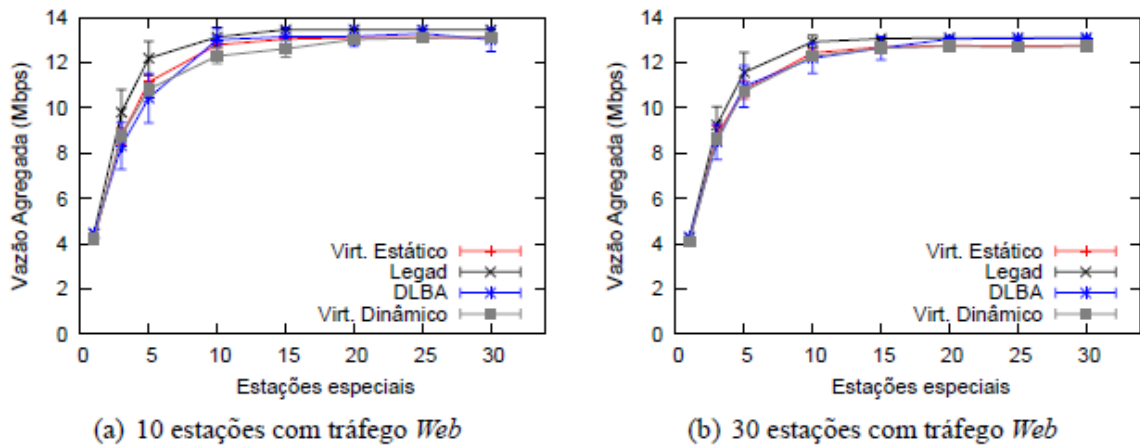 14
12
10
8
6
4
2
0
Vazão Agregada (Mbps)
Virt. Estático
Legad
DLBA
Virt. Dinâmico
0 5 10 15 20 25 30
Estações especiais
(a) 10 estações com tráfego Web
14
12
10
8
6
4
2
0
Vazão Agregada (Mbps)
Virt. Estático
Legad
DLBA
Virt. Dinâmico
0 5 10 15 20 25 30
Estações especiais
(b) 30 estações com tráfego Web